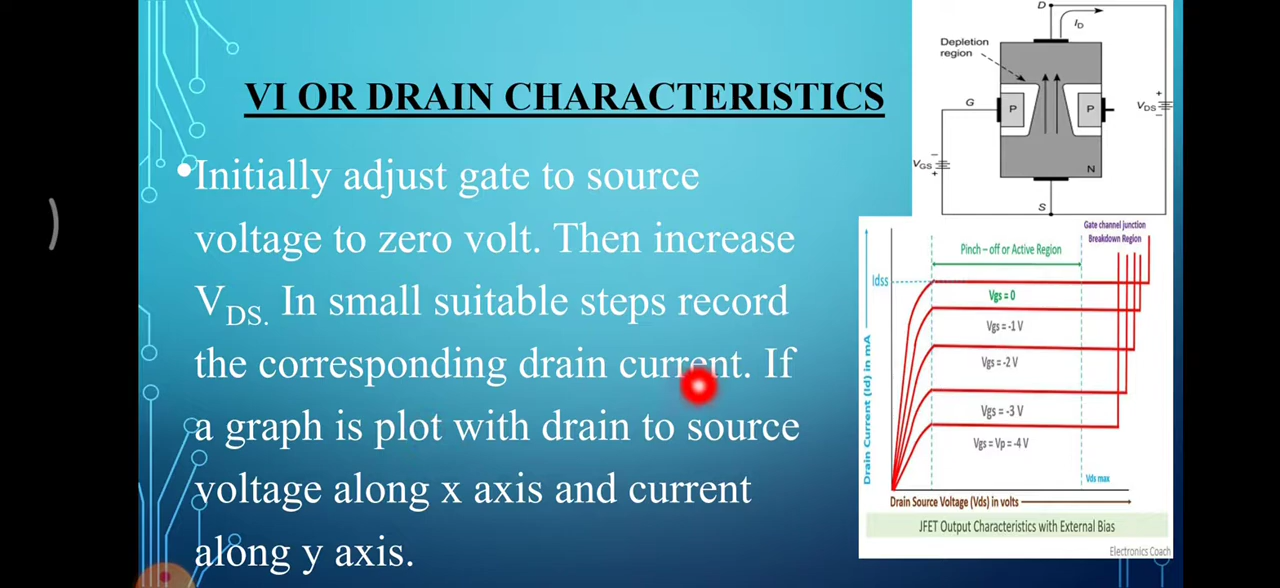 VI OR DRAIN CHARACTERISTICS
•Initially adjust gate to source
voltage to zero volt. Then increase
VDS. In small suitable steps record
the corresponding drain current. If
a graph is plot with drain to source
voltage along x axis and current
along y axis.
D
ID
Depletion
region
G
P
P
+
VDS
–
–
VGS
+
N
S
Gate channel junction
Breakdown Region
Pinch – off or Active Region
Idss
Vgs = 0
Vgs = -1 V
Vgs = -2 V
Vgs = -3 V
Vgs = Vp = -4 V
Drain Current (Id) in mA
Vds max
Drain Source Voltage (Vds) in volts
JFET Output Characteristics with External Bias
Electronics Coach